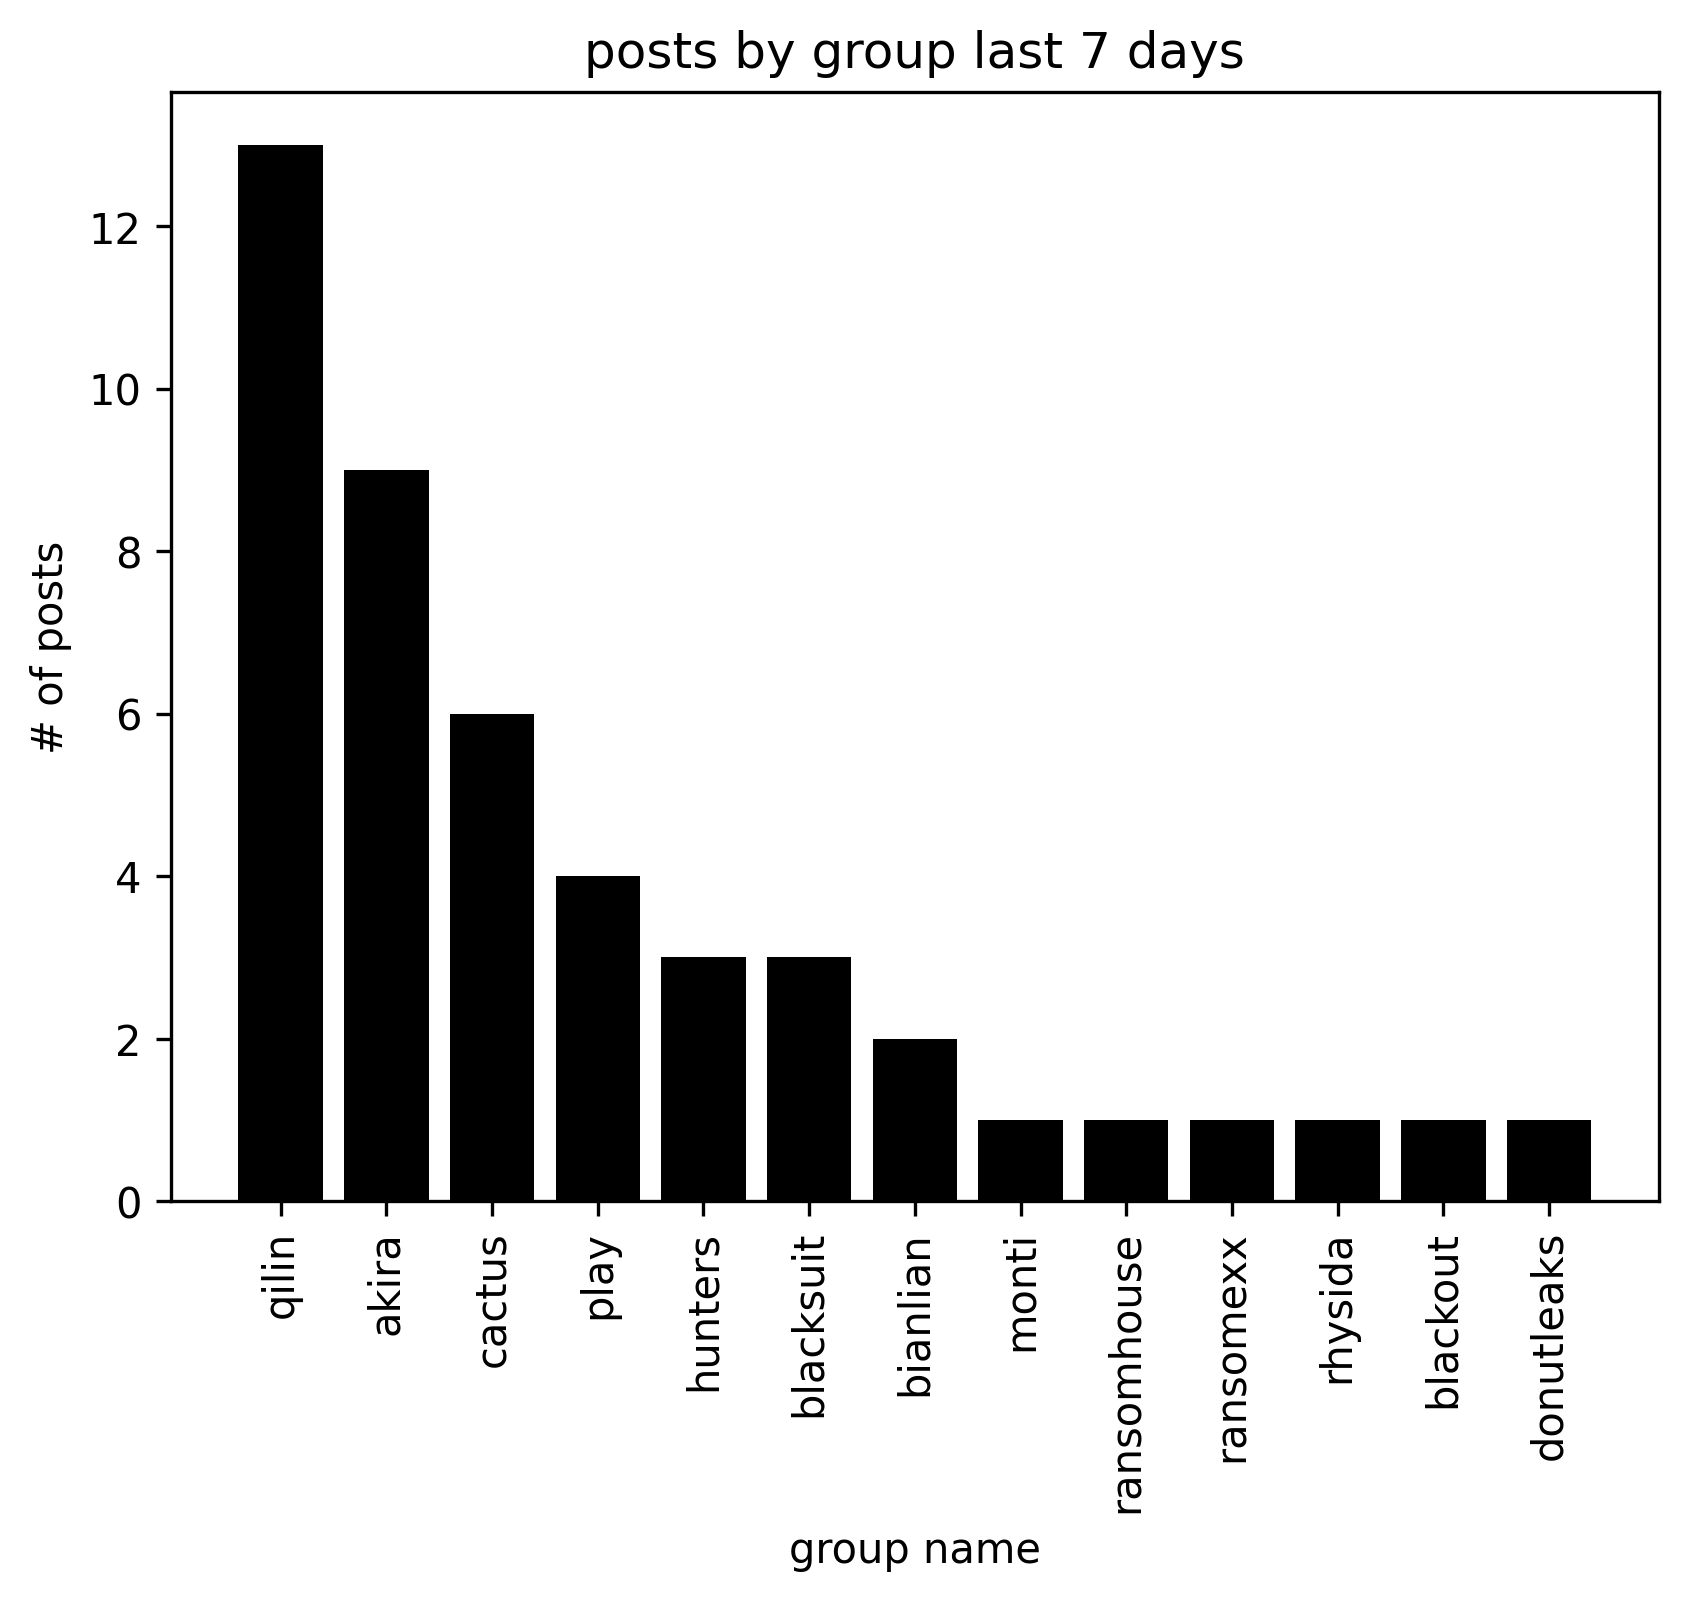 posts by group last 7 days
# of posts
12
10
8
6
4
2
0
qilin
akira
cactus
play
hunters
blacksuit
bianlian
monti
ransomhouse
ransomexx
rhysida
blackout
donutleaks
group name